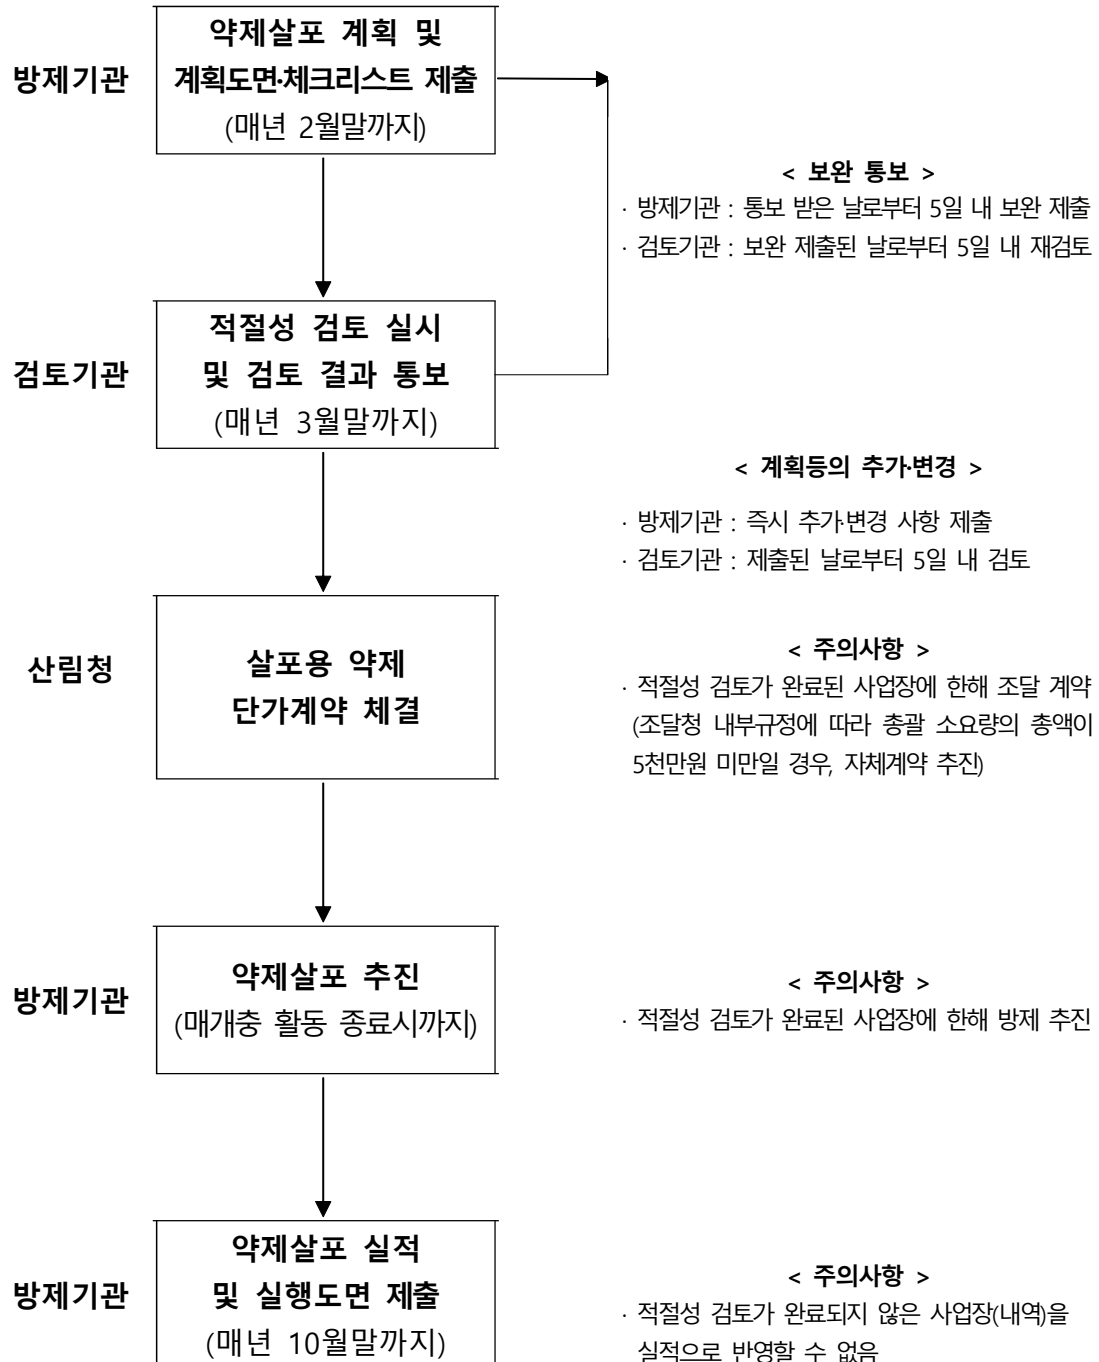 약제살포 계획 및
방제기관
계획도면·체크리스트 제출
(매년 2월말까지)
< 보완 통보 >
· 방제기관 : 통보 받은 날로부터 5일 내 보완 제출
· 검토기관 : 보완 제출된 날로부터 5일 내 재검토
적절성 검토 실시
검토기관
및 검토 결과 통보
(매년 3월말까지)
< 계획등의 추가·변경 >
· 방제기관 : 즉시 추가·변경 사항 제출
· 검토기관 : 제출된 날로부터 5일 내 검토
산림청
살포용 약제
단가계약 체결
< 주의사항 >
· 적절성 검토가 완료된 사업장에 한해 조달 계약
(조달청 내부규정에 따라 총괄 소요량의 총액이
5천만원 미만일 경우, 자체계약 추진)
방제기관
약제살포 추진
(매개충 활동 종료시까지)
< 주의사항 >
· 적절성 검토가 완료된 사업장에 한해 방제 추진
약제살포 실적
방제기관
및 실행도면 제출
(매년 10월말까지)
< 주의사항 >
· 적절성 검토가 완료되지 않은 사업장(내역)을
실적으로 반영할 수 없음